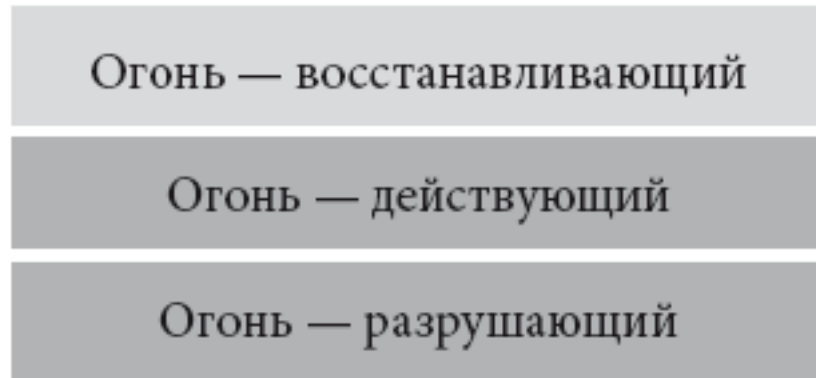 Огонь — восстанавливающий
Огонь — действующий
Огонь — разрушающий